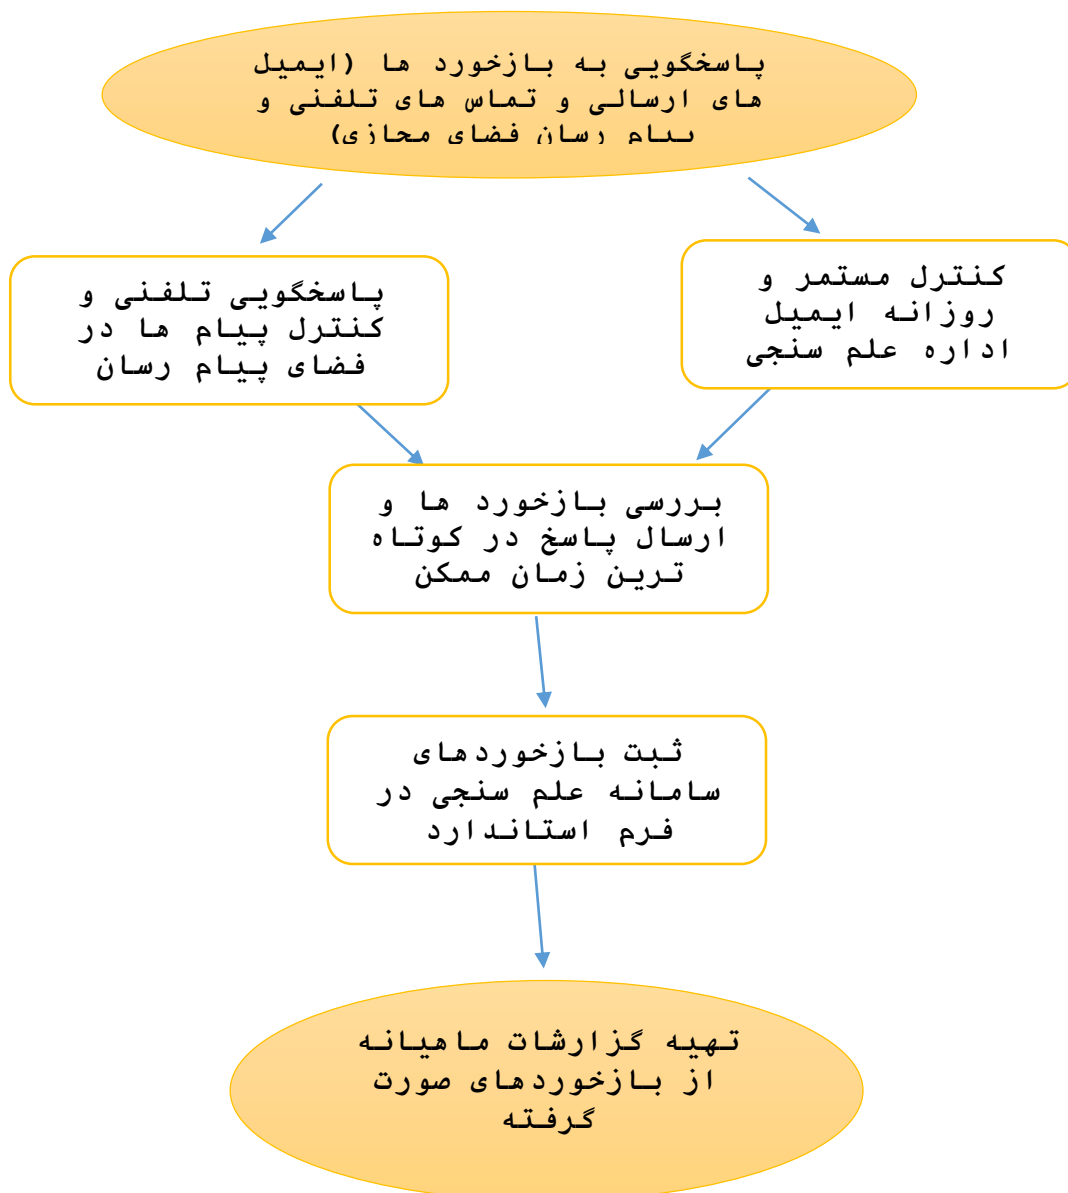 پاسخگویی به بازخورد ها (ایمیل
های ارسالی و تماس های تلفنی و
پیام رسان فضای مجازی)
کنترل مستمر و
روزانه ایمیل
اداره علم سنجی
پاسخگویی تلفنی و
کنترل پیام ها در
فضای پیام رسان
بررسی بازخورد ها و
ارسال پاسخ در کوتاه
ترین زمان ممکن
ثبت بازخوردهای
سامانه علم سنجی در
فرم استاندارد
تهیه گزارشات ماهیانه
از بازخوردهای صورت
گرفته